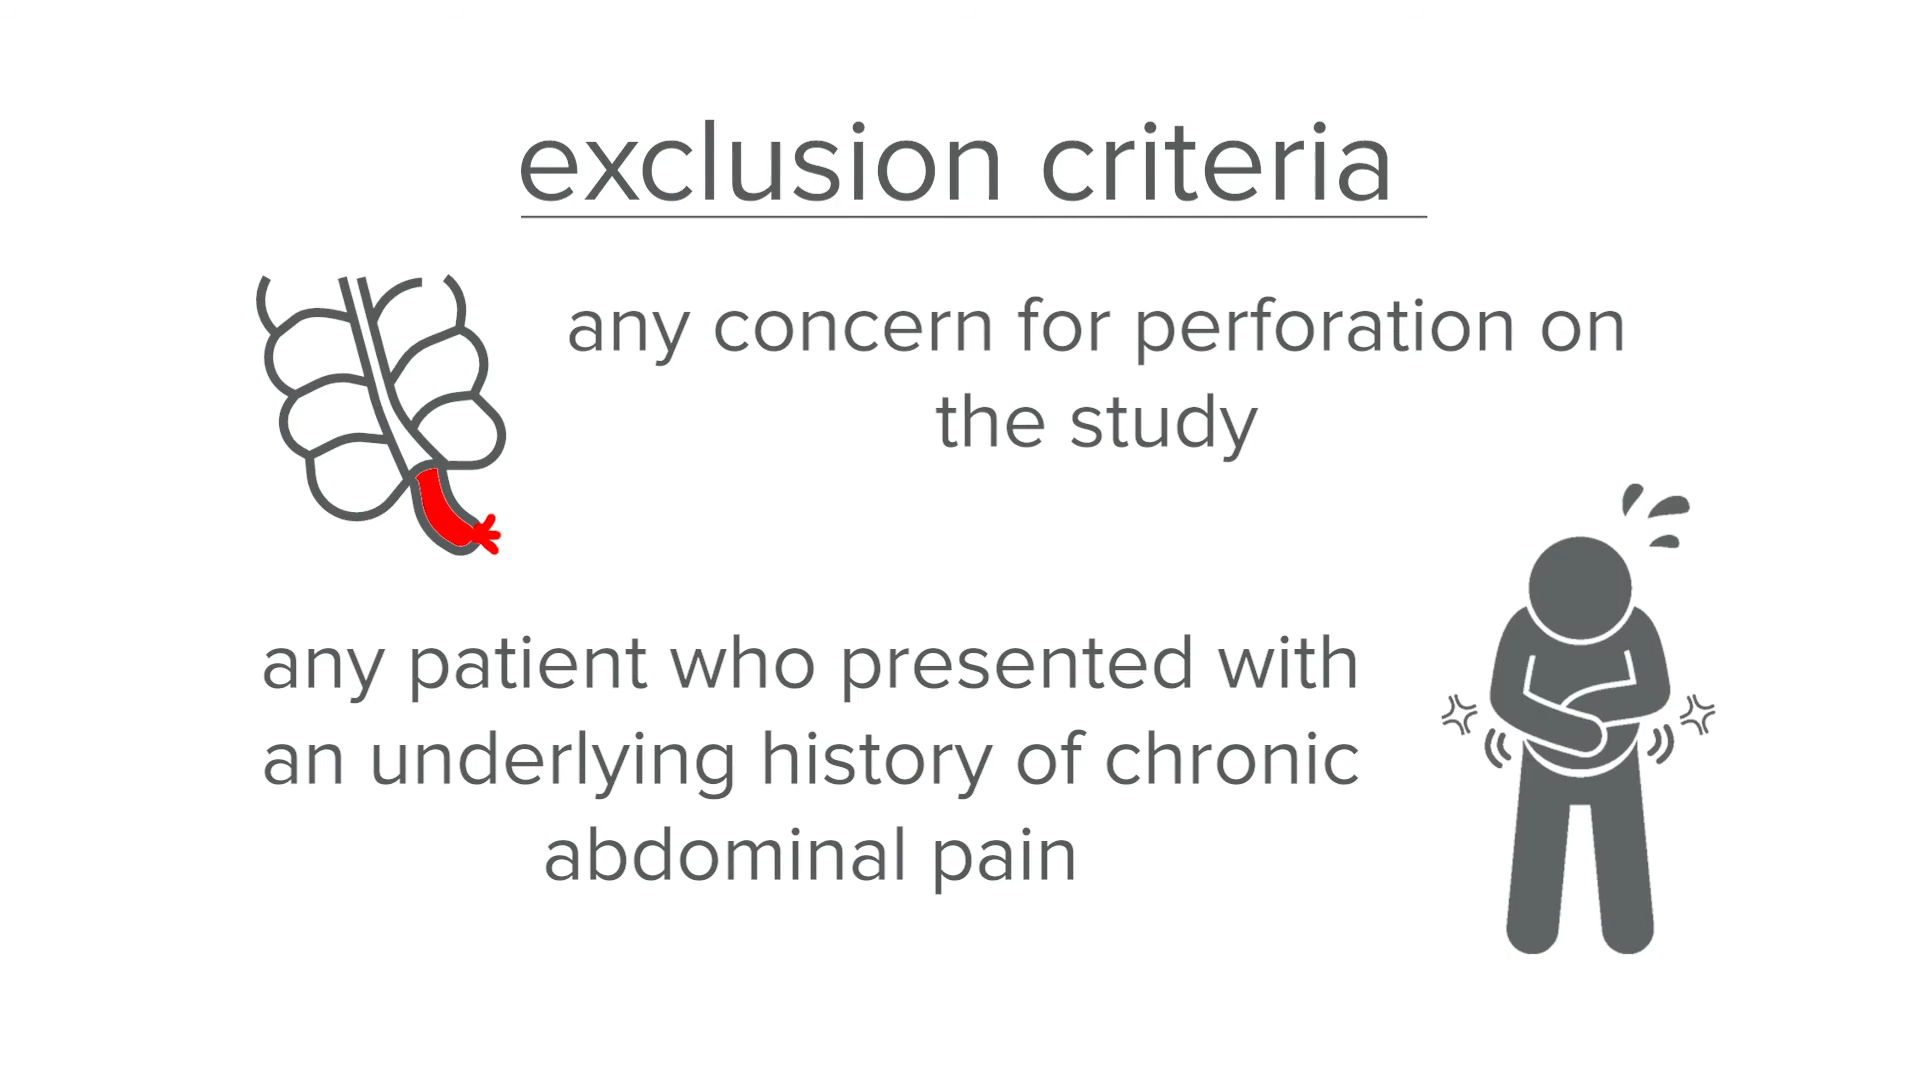 exclusion criteria
any concern for perforation on
the study
any patient who presented with
an underlying history of chronic
abdominal pain